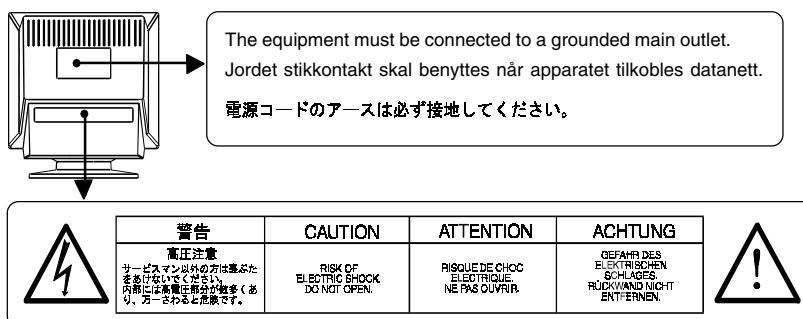 The equipment must be connected to a grounded main outlet.
Jordet stikkontakt skal benyttes når apparatet tilkobles datanett.
電源コードのアースは必ず接地してください。
警告
高圧注意
サービスマン以外の方は裏ぶた
をあけないでください。
内部には高電圧部分が数多くあ
り、万一さわると危険です。
CAUTION
RISK OF
ELECTRIC SHOCK
DO NOT OPEN.
ATTENTION
RISQUE DE CHOC
ELECTRIQUE.
NE PAS OUVRIR.
ACHTUNG
GEFAHR DES
ELEKTRISCHEN
SCHLAGES.
RÜCKWAND NICHT
ENTFERNEN.